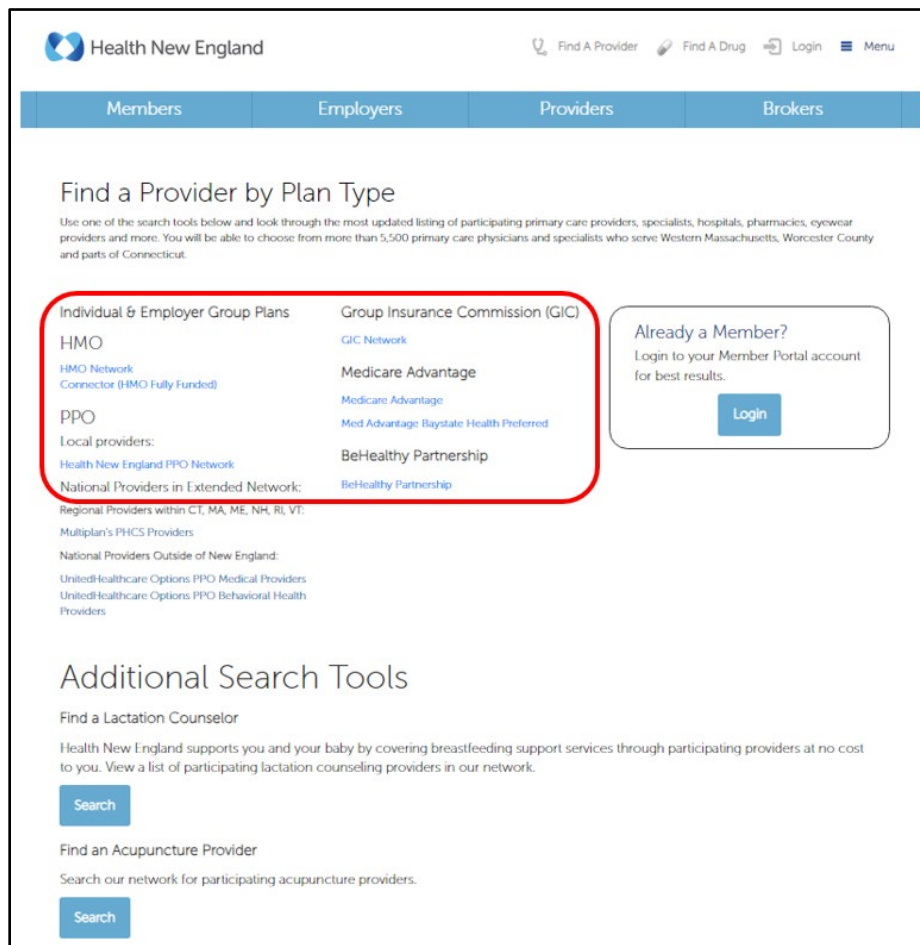 Health New England
Find A Provider
Find A Drug
Login
Menu
Members
Employers
Providers
Brokers
Find a Provider by Plan Type
Use one of the search tools below and look through the most updated listing of participating primary care providers, specialists, hospitals, pharmacies, eyewear
providers and more. You will be able to choose from more than 5,500 primary care physicians and specialists who serve Western Massachusetts, Worcester County
and parts of Connecticut.
Individual & Employer Group Plans
HMO
HMO Network
Connector (HMO Fully Funded)
PPO
Local providers:
Health New England PPO Network
National Providers in Extended Network:
Regional Providers within CT, MA, ME, NH, RI, VT:
Multiplan's PHCS Providers
National Providers Outside of New England:
UnitedHealthcare Options PPO Medical Providers
UnitedHealthcare Options PPO Behavioral Health
Providers
Group Insurance Commission (GIC)
GIC Network
Medicare Advantage
Medicare Advantage
Med Advantage Baystate Health Preferred
BeHealthy Partnership
BeHealthy Partnership
Already a Member?
Login to your Member Portal account
for best results.
Login
Additional Search Tools
Find a Lactation Counselor
Health New England supports you and your baby by covering breastfeeding support services through participating providers at no cost
to you. View a list of participating lactation counseling providers in our network.
Search
Find an Acupuncture Provider
Search our network for participating acupuncture providers.
Search